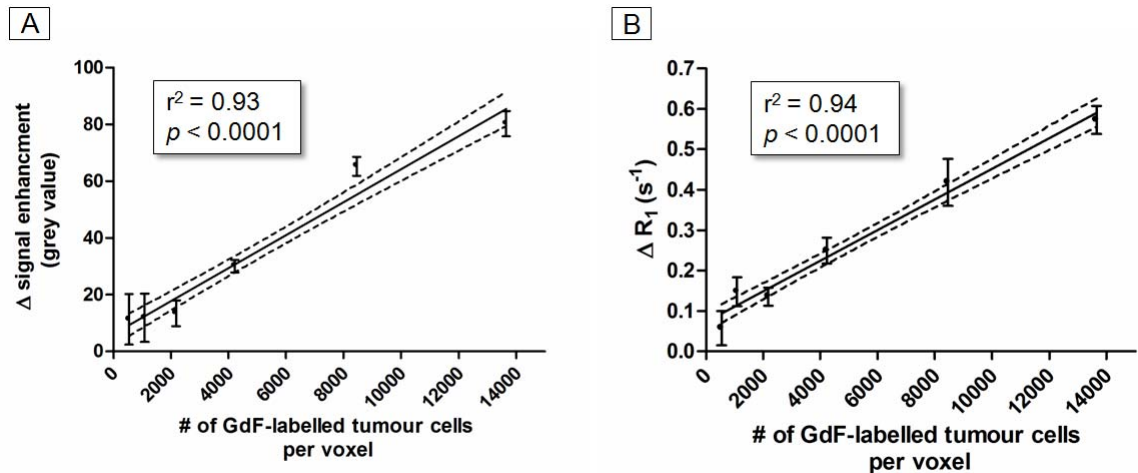 A
Δ signal enhancment
(grey value)
100
80
60
40
20
0
r² = 0.93
p < 0.0001
0
2000
4000
6000
8000
10000
12000
14000
# of GdF-labelled tumour cells
per voxel
B
Δ R₁ (s⁻¹)
0.7
0.6
0.5
0.4
0.3
0.2
0.1
0.0
r² = 0.94
p < 0.0001
0
2000
4000
6000
8000
10000
12000
14000
# of GdF-labelled tumour cells
per voxel